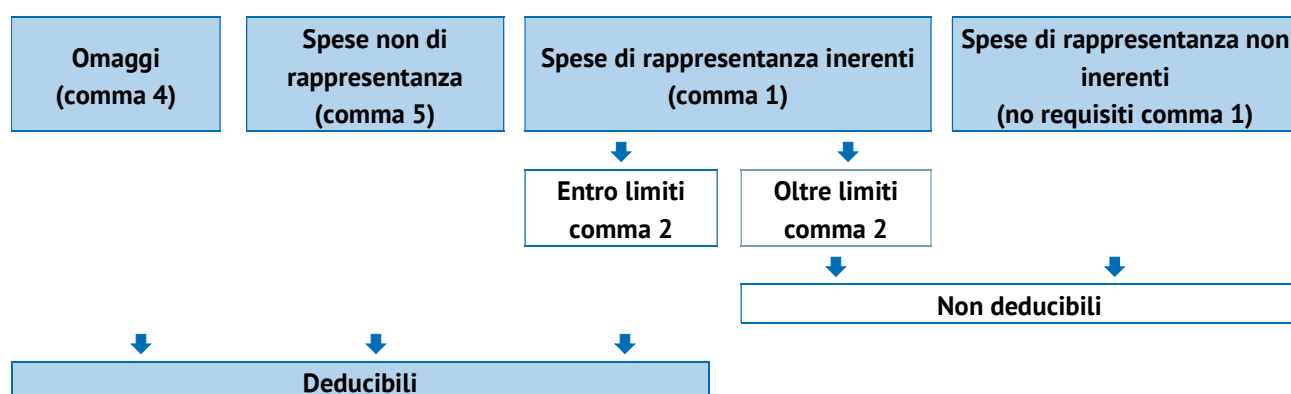 Omaggi
(comma 4)
Spese non di
rappresentanza
(comma 5)
Spese di rappresentanza inerenti
(comma 1)
Spese di rappresentanza non
inerenti
(no requisiti comma 1)
Entro limiti
comma 2
Oltre limiti
comma 2
Non deducibili
Deducibili